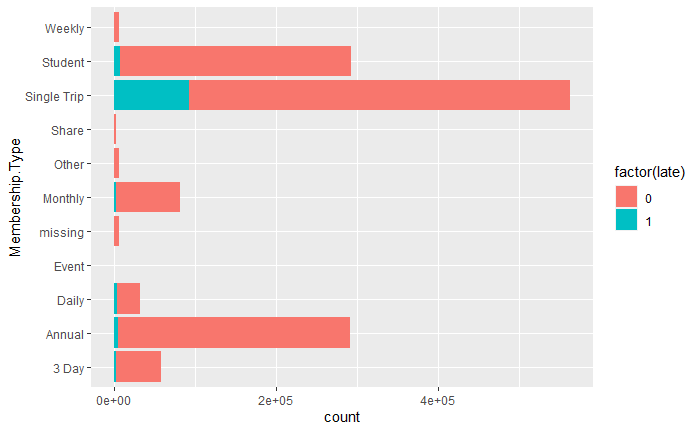 Weekly
Student
Single Trip
Share
Other
Monthly
missing
Event
Daily
Annual
3 Day
Membership.Type
0e+00
2e+05
4e+05
count
factor(late)
0
1